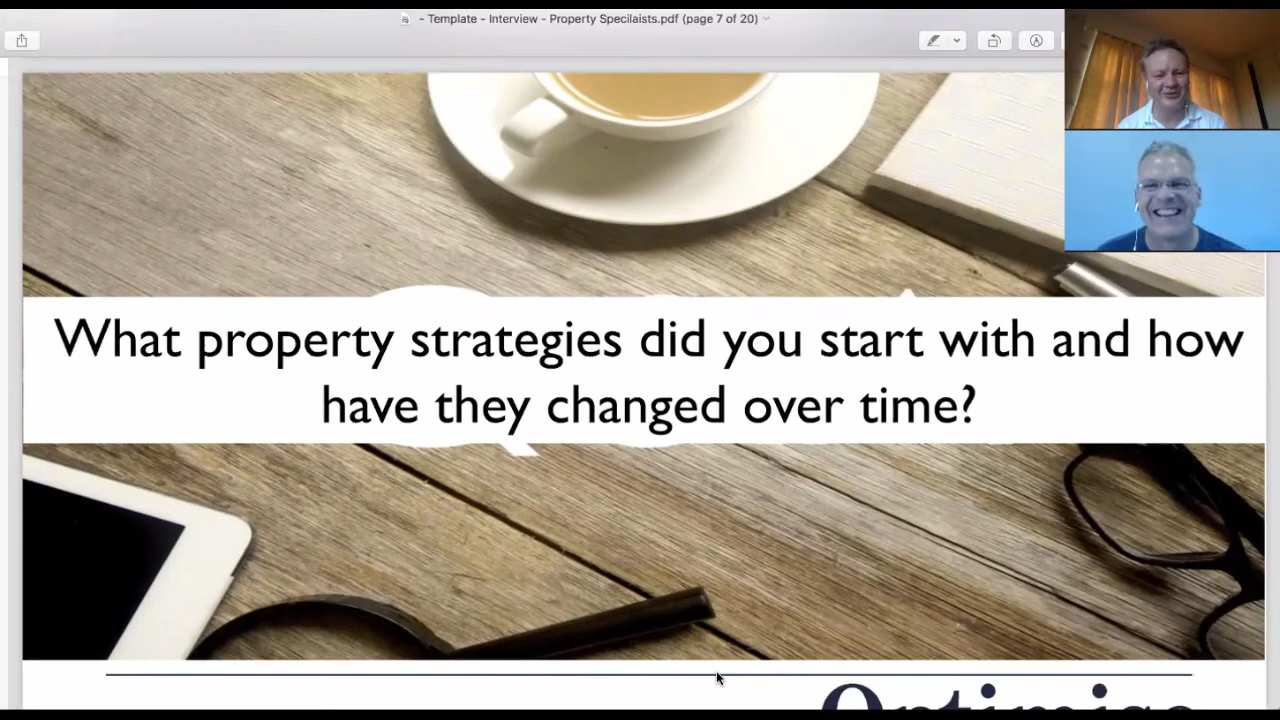 - Template - Interview - Property Specilaists.pdf (page 7 of 20)
What property strategies did you start with and how
have they changed over time?